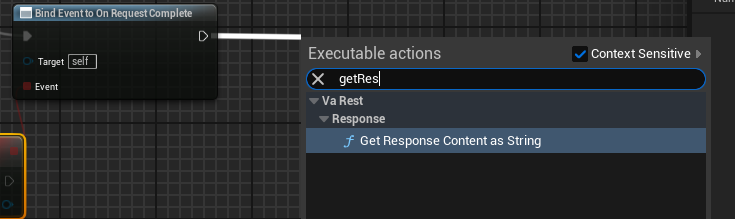 Bind Event to On Request Complete
Target self
Event
Executable actions
Context Sensitive
getRes
Va Rest
Response
Get Response Content as String